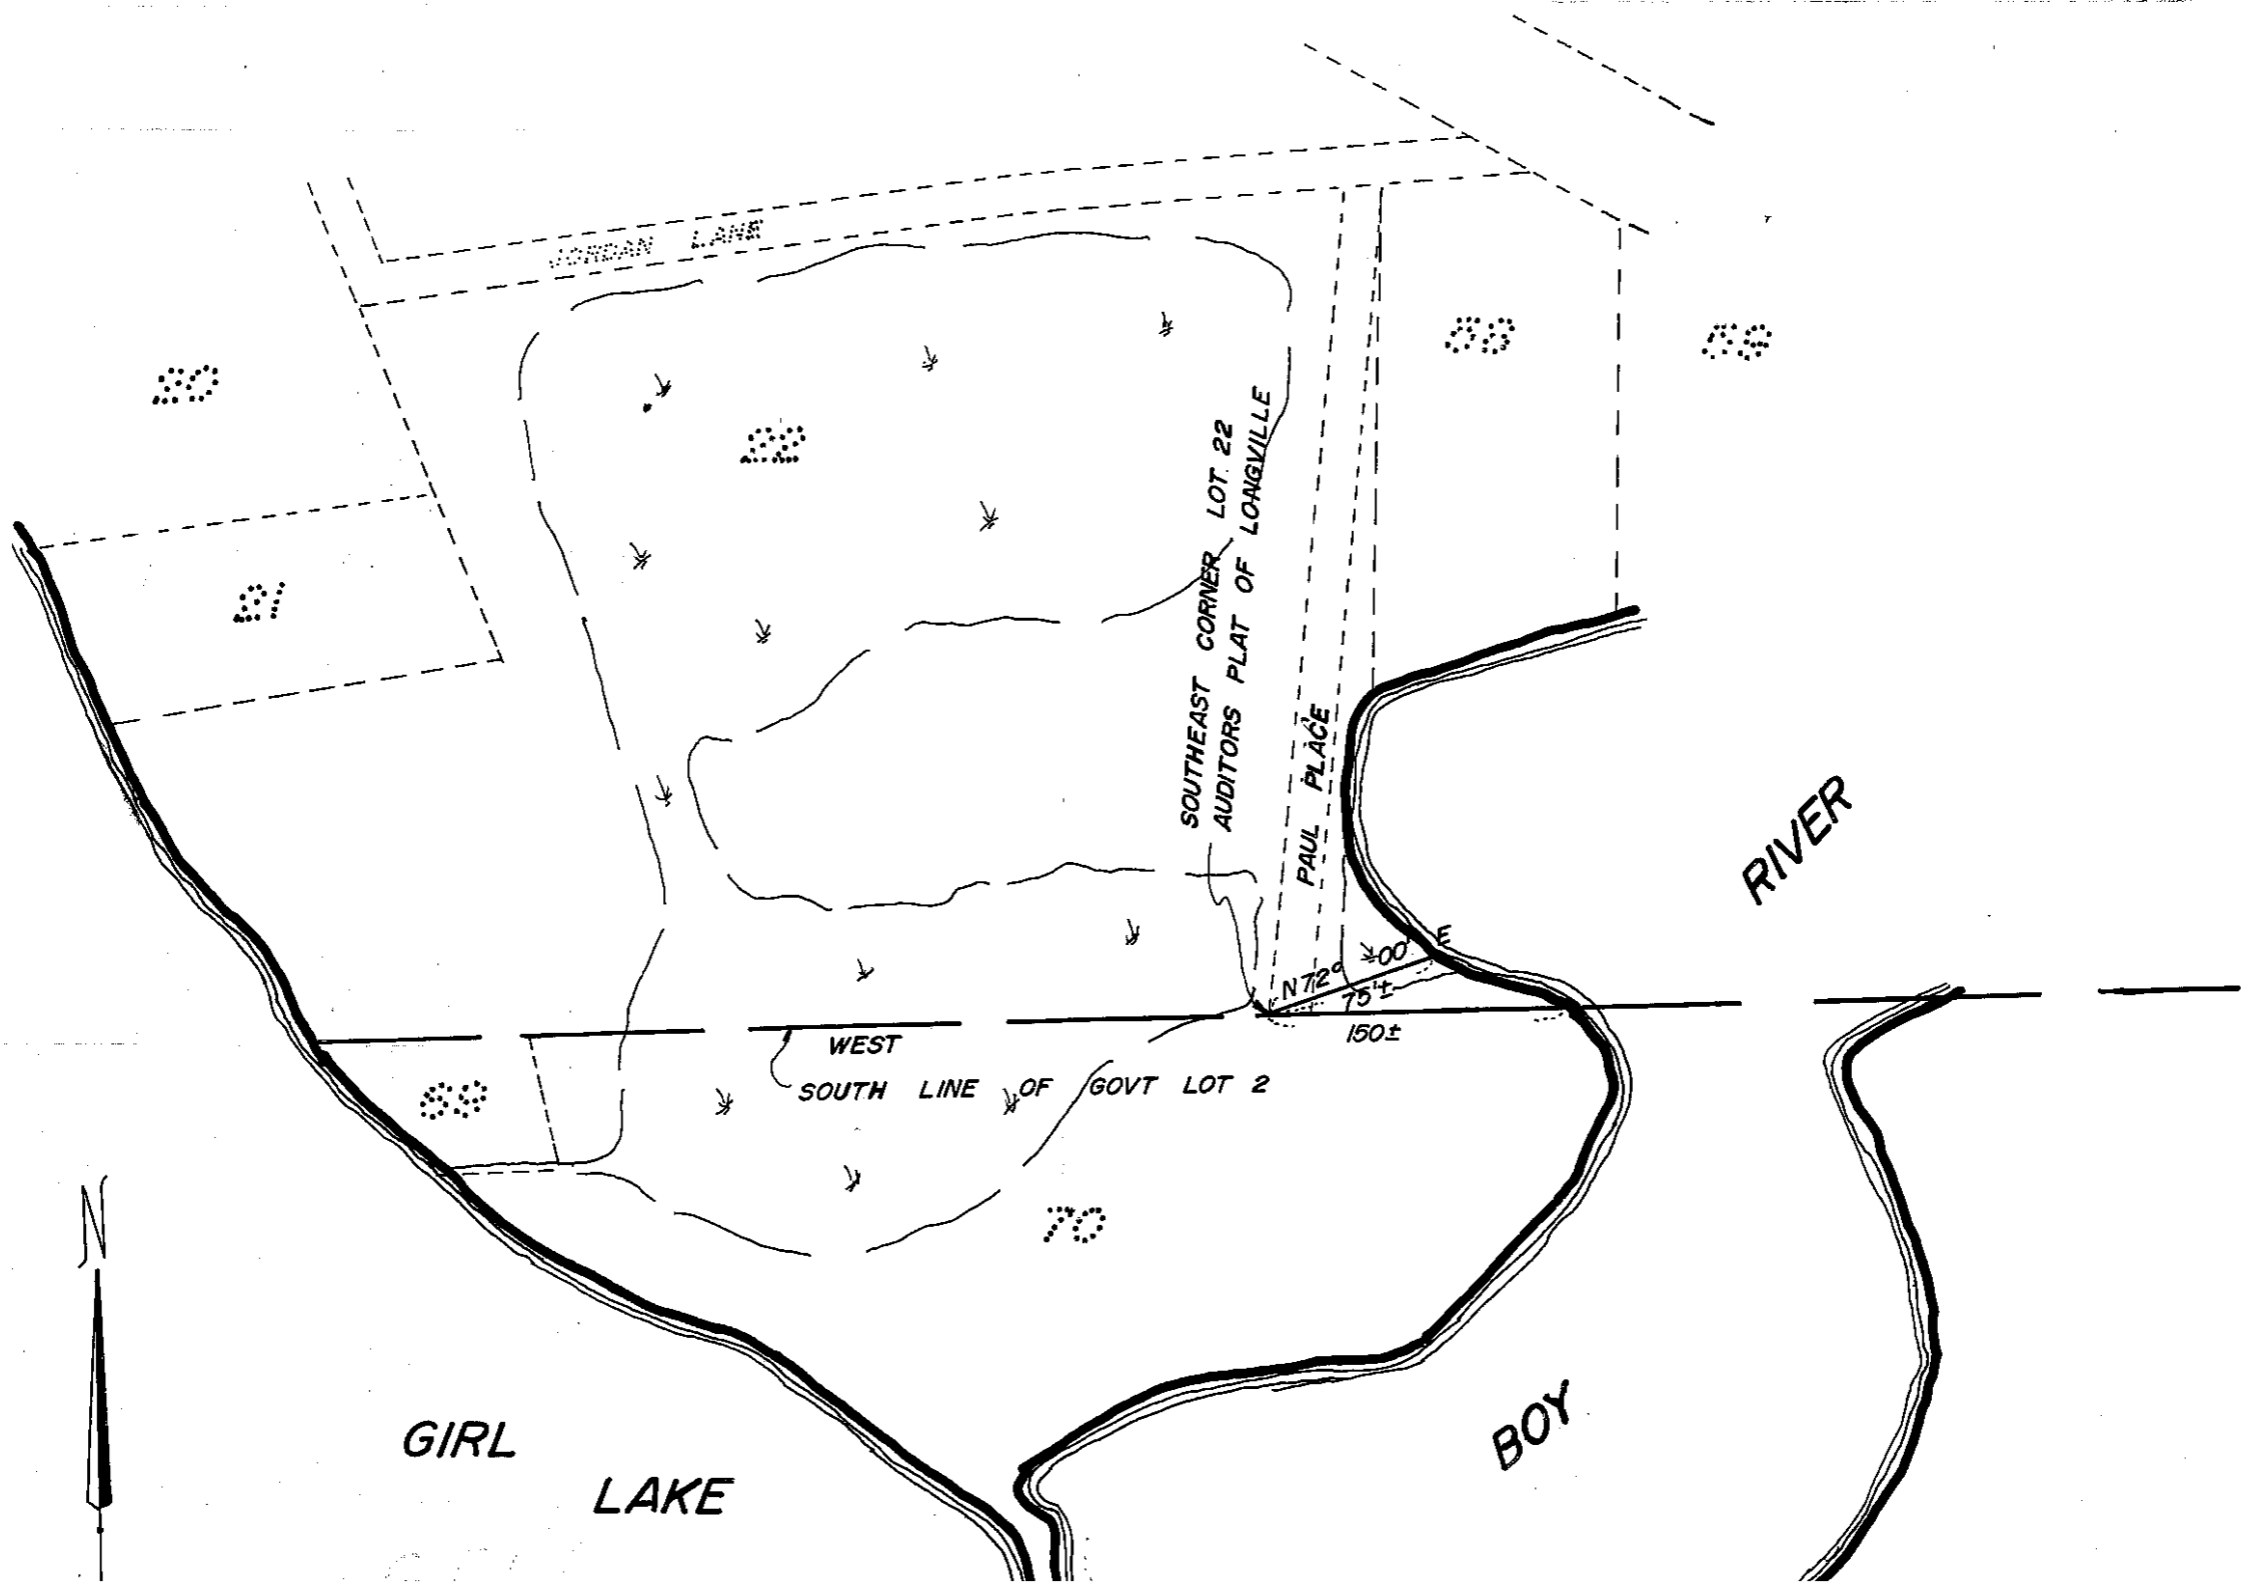 JORDAN LANE
20
22
58
21
SOUTHEAST CORNER LOT 22
AUDITORS PLAT OF LONGVILLE
PAUL PLACE
RIVER
N 72° 00' E
75'±
150±
WEST
SOUTH LINE OF GOVT LOT 2
69
70
N
GIRL
LAKE
BOY